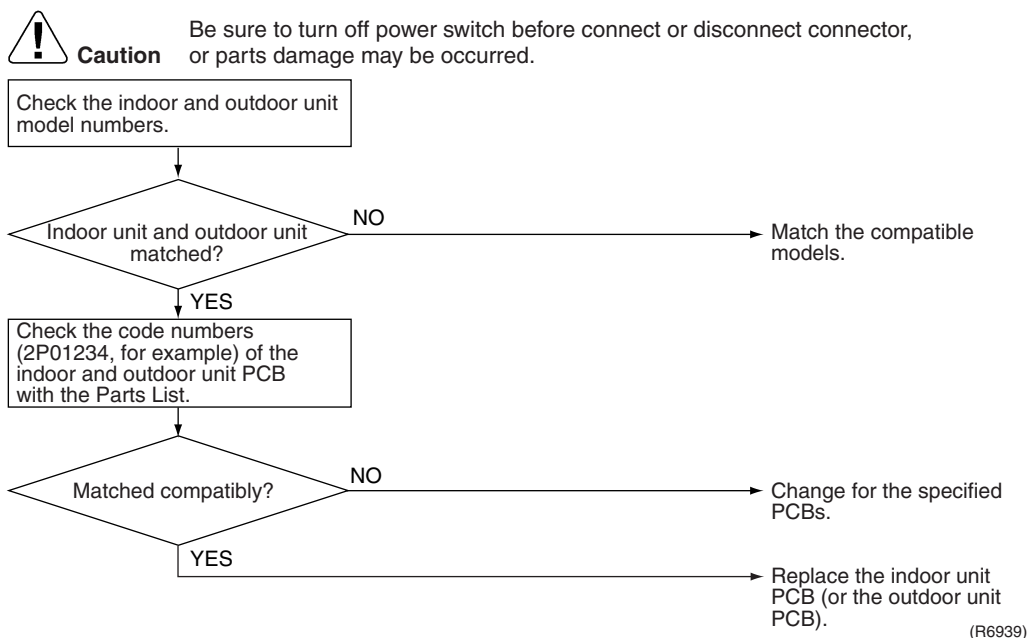 Be sure to turn off power switch before connect or disconnect connector,
Caution or parts damage may be occurred.
Check the indoor and outdoor unit
model numbers.
Indoor unit and outdoor unit
matched?
NO
Match the compatible
models.
YES
Check the code numbers
(2P01234, for example) of the
indoor and outdoor unit PCB
with the Parts List.
Matched compatibly?
NO
Change for the specified
PCBs.
YES
Replace the indoor unit
PCB (or the outdoor unit
PCB).
(R6939)